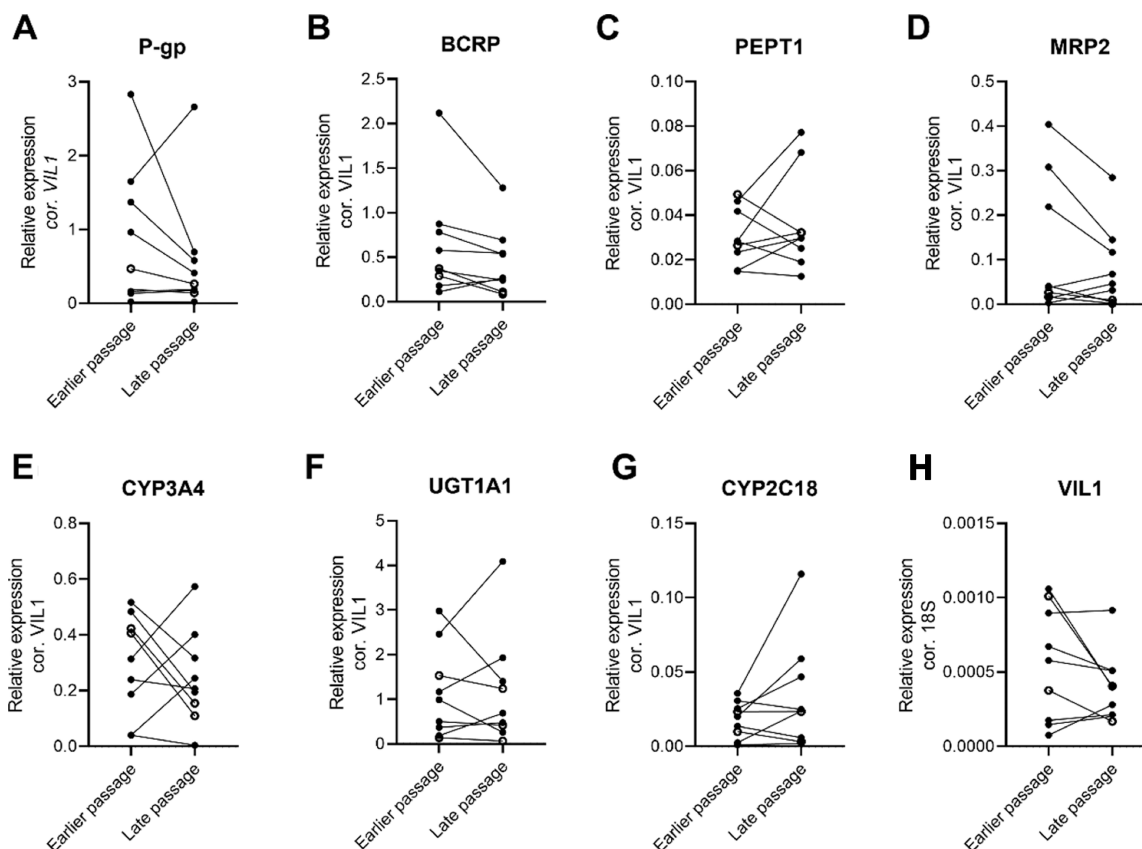 A
P-gp
Relative expression
cor. VIL1
3
2
1
0
Earlier passage
Late passage
B
BCRP
Relative expression
cor. VIL1
2.5
2.0
1.5
1.0
0.5
0.0
Earlier passage
Late passage
C
PEPT1
Relative expression
cor. VIL1
0.10
0.08
0.06
0.04
0.02
0.00
Earlier passage
Late passage
D
MRP2
Relative expression
cor. VIL1
0.5
0.4
0.3
0.2
0.1
0.0
Earlier passage
Late passage
E
CYP3A4
Relative expression
cor. VIL1
0.8
0.6
0.4
0.2
0.0
Earlier passage
Late passage
F
UGT1A1
Relative expression
cor. VIL1
5
4
3
2
1
0
Earlier passage
Late passage
G
CYP2C18
Relative expression
cor. VIL1
0.15
0.10
0.05
0.00
Earlier passage
Late passage
H
VIL1
Relative expression
cor. 18S
0.0015
0.0010
0.0005
0.0000
Earlier passage
Late passage